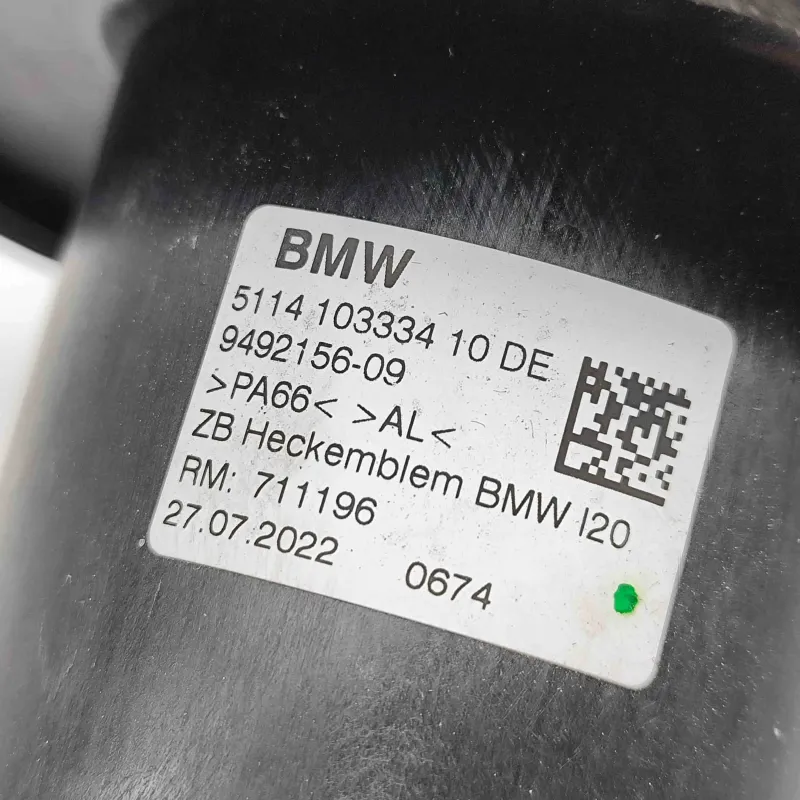 BMW
5114 103334 10 DE
9492156-09
>PA66< >AL<
ZB Heckemblem BMW I20
RM: 711196
27.07.2022 0674